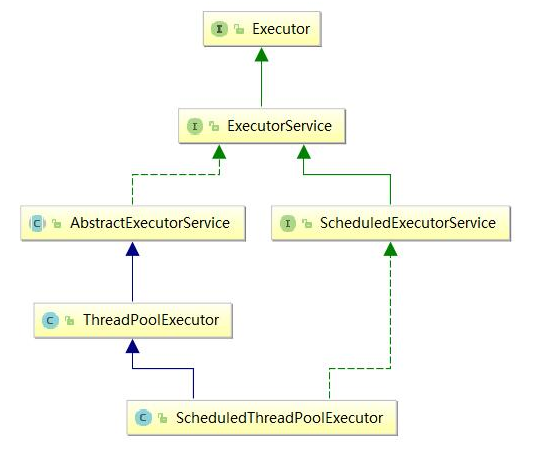 I Executor
I ExecutorService
C AbstractExecutorService
I ScheduledExecutorService
C ThreadPoolExecutor
C ScheduledThreadPoolExecutor